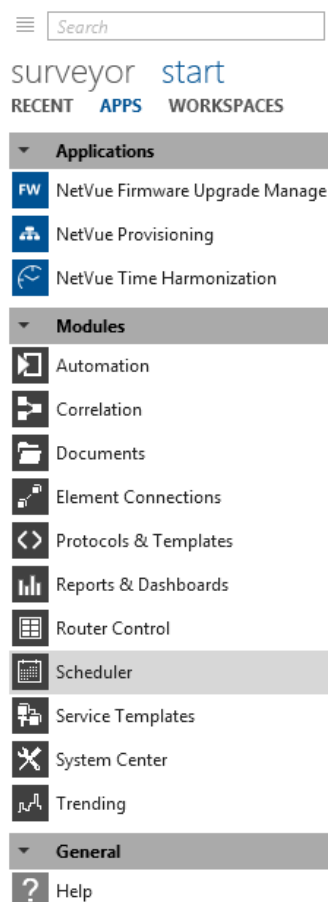 Search
surveyor start
RECENT APPS WORKSPACES
Applications
FW NetVue Firmware Upgrade Manage
NetVue Provisioning
NetVue Time Harmonization
Modules
Automation
Correlation
Documents
Element Connections
Protocols & Templates
Reports & Dashboards
Router Control
Scheduler
Service Templates
System Center
Trending
General
? Help